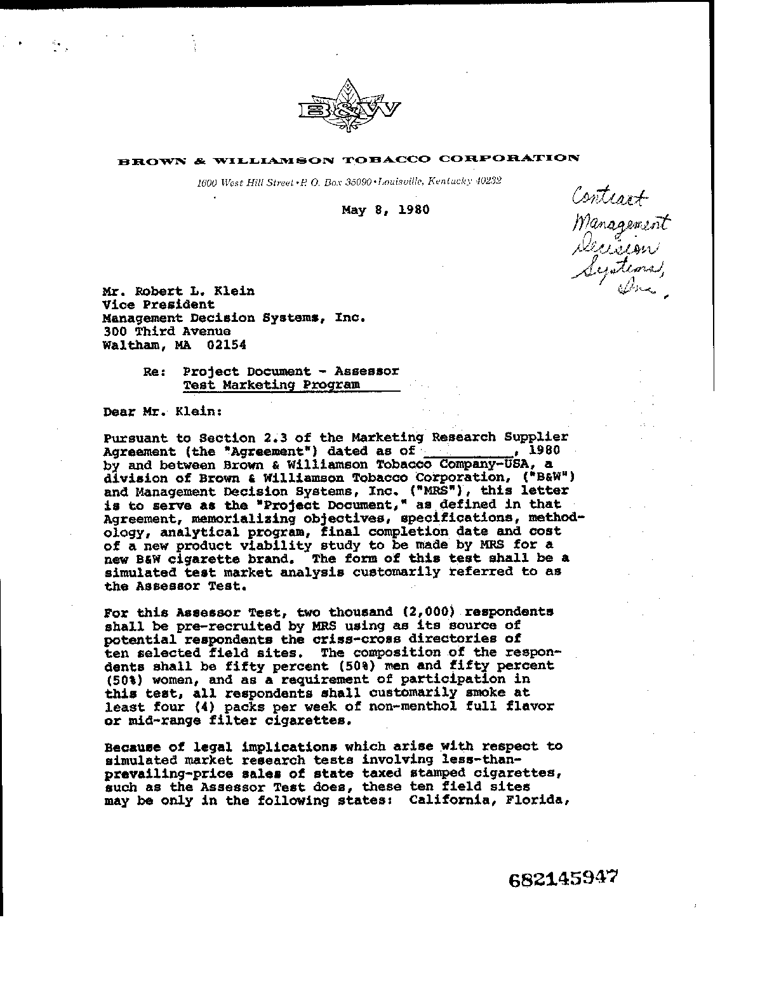 B&W
BROWN & WILLIAMSON TOBACCO CORPORATION
1600 West Hill Street • P. O. Box 35090 • Louisville, Kentucky 40232
May 8, 1980
Contract
Management
Decision
Systems,
Inc.
Mr. Robert L. Klein
Vice President
Management Decision Systems, Inc.
300 Third Avenue
Waltham, MA 02154
Re: Project Document - Assessor
Test Marketing Program
Dear Mr. Klein:
Pursuant to Section 2.3 of the Marketing Research Supplier
Agreement (the "Agreement") dated as of ___________, 1980
by and between Brown & Williamson Tobacco Company-USA, a
division of Brown & Williamson Tobacco Corporation, ("B&W")
and Management Decision Systems, Inc. ("MRS"), this letter
is to serve as the "Project Document," as defined in that
Agreement, memorializing objectives, specifications, method-
ology, analytical program, final completion date and cost
of a new product viability study to be made by MRS for a
new B&W cigarette brand. The form of this test shall be a
simulated test market analysis customarily referred to as
the Assessor Test.
For this Assessor Test, two thousand (2,000) respondents
shall be pre-recruited by MRS using as its source of
potential respondents the criss-cross directories of
ten selected field sites. The composition of the respon-
dents shall be fifty percent (50%) men and fifty percent
(50%) women, and as a requirement of participation in
this test, all respondents shall customarily smoke at
least four (4) packs per week of non-menthol full flavor
or mid-range filter cigarettes.
Because of legal implications which arise with respect to
simulated market research tests involving less-than-
prevailing-price sales of state taxed stamped cigarettes,
such as the Assessor Test does, these ten field sites
may be only in the following states: California, Florida,
682145947